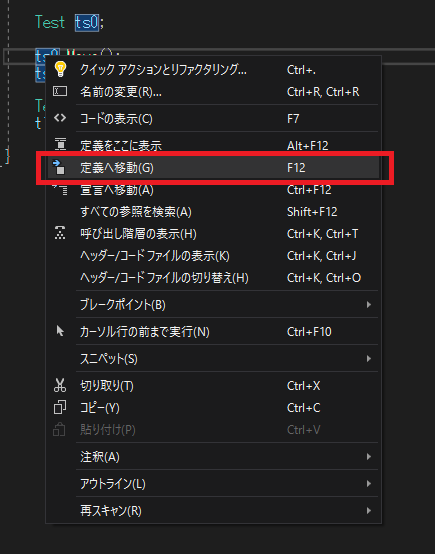 Test ts0;
ts0.Move();
ts
クイック アクションとリファクタリング... Ctrl+.
名前の変更(R)... Ctrl+R, Ctrl+R
コードの表示(C) F7
定義をここに表示 Alt+F12
定義へ移動(G) F12
宣言へ移動(A) Ctrl+F12
すべての参照を検索(A) Shift+F12
呼び出し階層の表示(H) Ctrl+K, Ctrl+T
ヘッダー/コード ファイルの表示(K) Ctrl+K, Ctrl+J
ヘッダー/コード ファイルの切り替え(H) Ctrl+K, Ctrl+O
ブレークポイント(B)
カーソル行の前まで実行(N) Ctrl+F10
スニペット(S)
切り取り(T) Ctrl+X
コピー(Y) Ctrl+C
貼り付け(P) Ctrl+V
注釈(A)
アウトライン(L)
再スキャン(R)
}